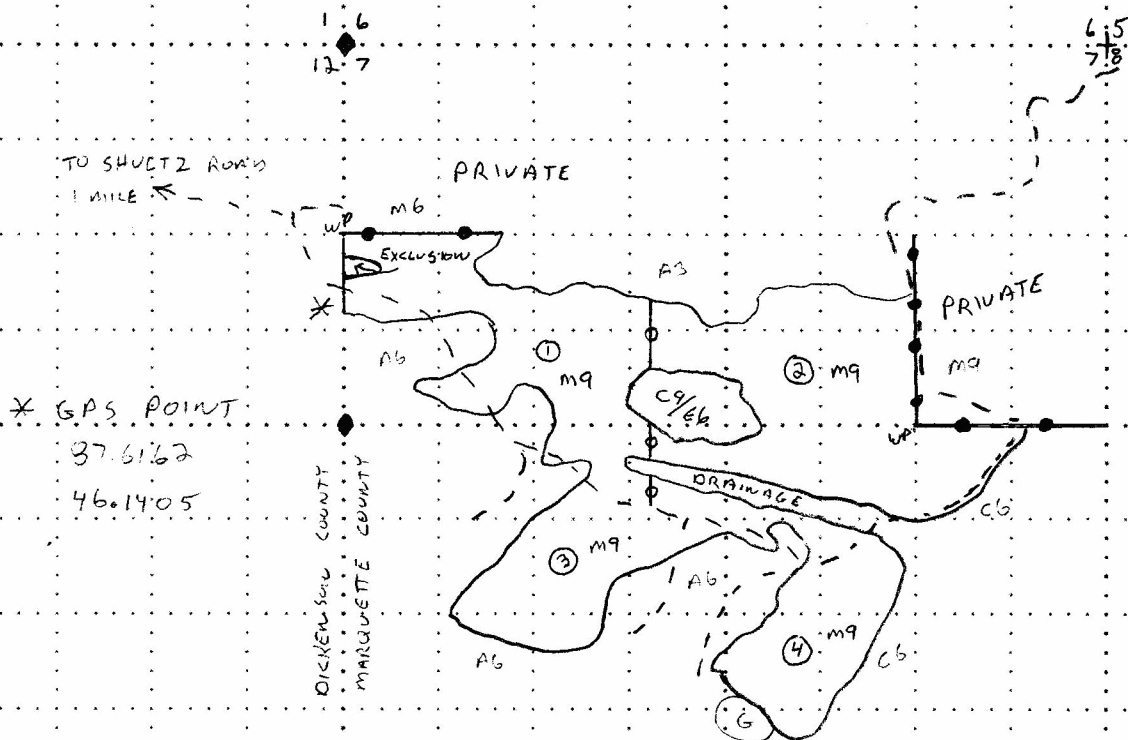 1 6
12 7
6 5
7 8
TO SHULTZ ROAD
1 MILE
PRIVATE
WP
M6
EXCLUSION
A3
PRIVATE
A6
1
M9
2 M9
M9
C9/E6
* GPS POINT
87.6162
46.1405
WP
DRAINAGE
C6
DICKENSON COUNTY
MARQUETTE COUNTY
3 M9
A6
4 M9
A6
C6
G